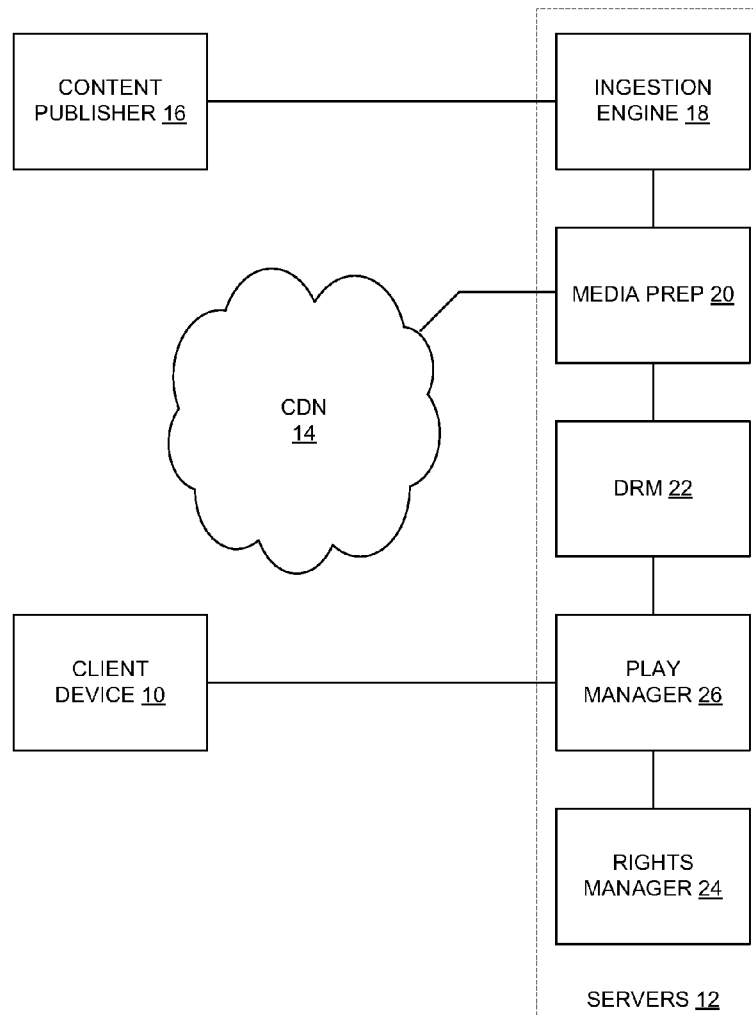 CONTENT
PUBLISHER 16
INGESTION
ENGINE 18
MEDIA PREP 20
CDN
14
DRM 22
CLIENT
DEVICE 10
PLAY
MANAGER 26
RIGHTS
MANAGER 24
SERVERS 12